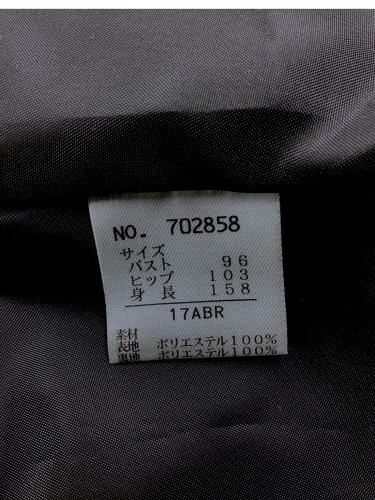 NO. 702858
サイズ
バスト 96
ヒップ 103
身長 158
17ABR
素材
表地 ポリエステル100%
裏地 ポリエステル100%